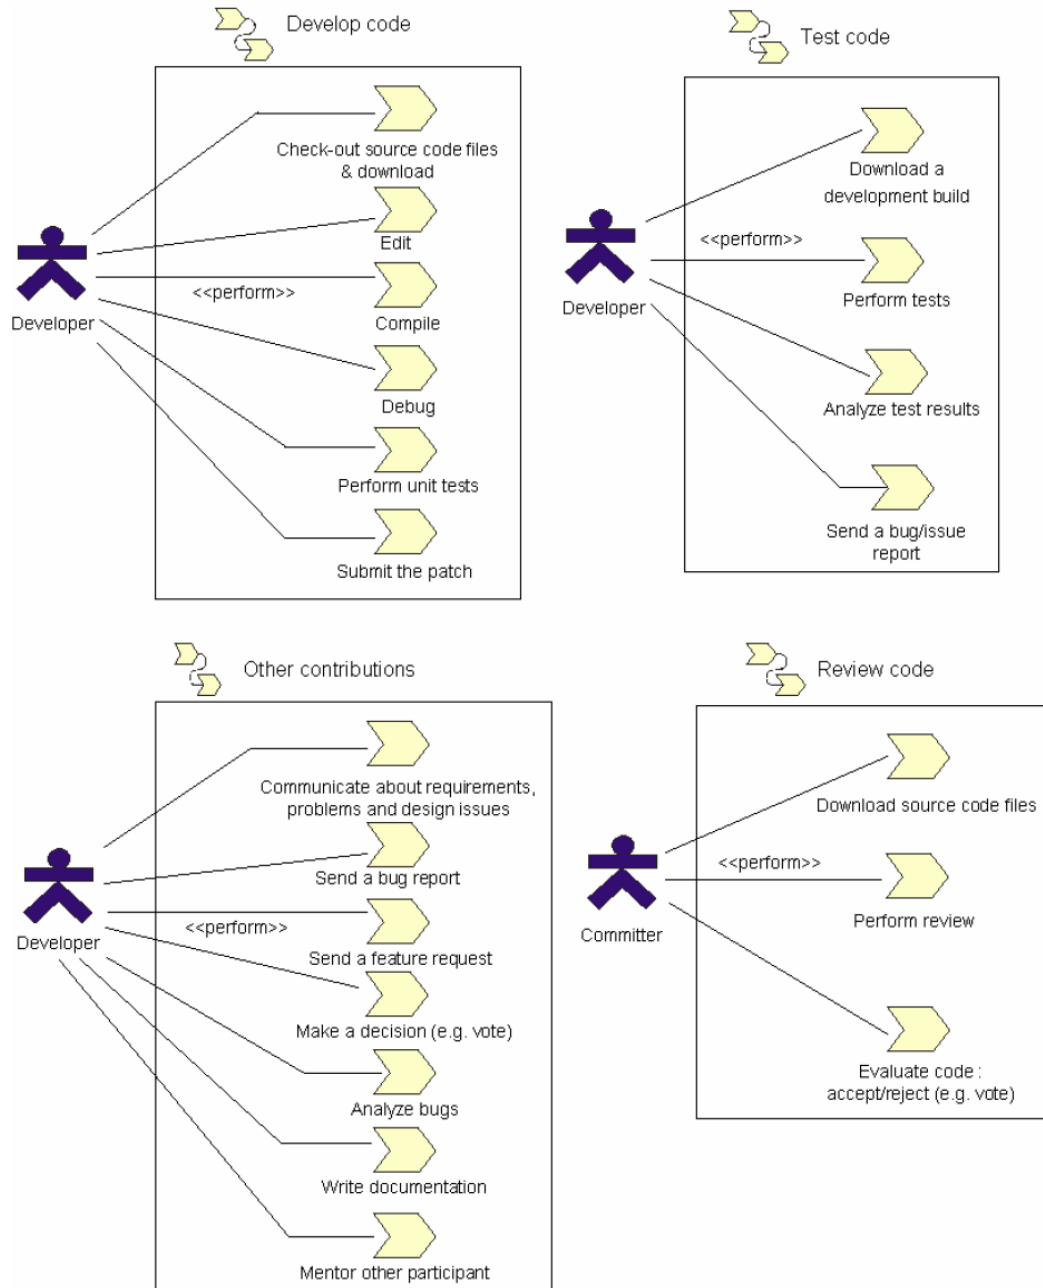 Develop code
Check-out source code files
& download
Edit
<<perform>>
Developer
Compile
Debug
Perform unit tests
Submit the patch
Test code
Download a
development build
<<perform>>
Developer
Perform tests
Analyze test results
Send a bug/issue
report
Other contributions
Communicate about requirements,
problems and design issues
Send a bug report
<<perform>>
Developer
Send a feature request
Make a decision (e.g. vote)
Analyze bugs
Write documentation
Mentor other participant
Review code
Download source code files
<<perform>>
Committer
Perform review
Evaluate code :
accept/reject (e.g. vote)